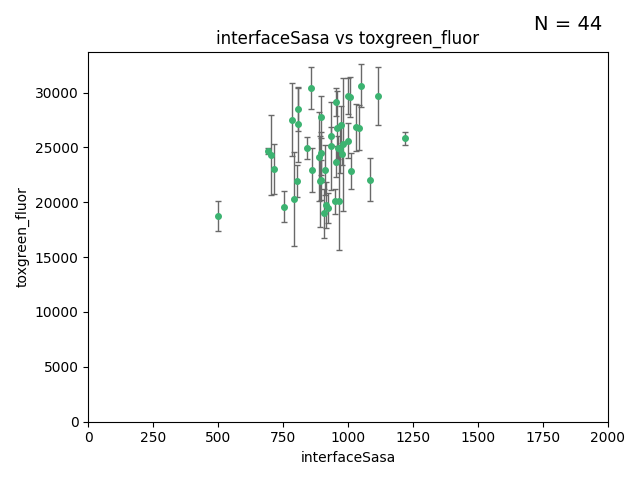 N = 44
interfaceSasa vs toxgreen_fluor
30000
25000
20000
15000
10000
5000
0
toxgreen_fluor
0 250 500 750 1000 1250 1500 1750 2000
interfaceSasa